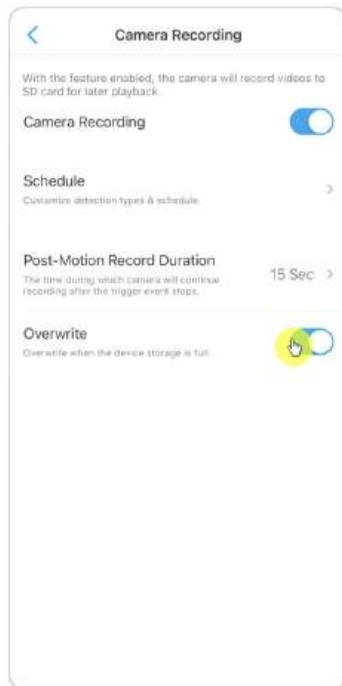 Camera Recording
With the feature enabled, the camera will record videos to
SD card for later playback.
Camera Recording
Schedule
Customize detection types & schedule.
Post-Motion Record Duration
15 Sec
The time during which camera will continue
recording after the trigger event stops.
Overwrite
Overwrite when the device storage is full.